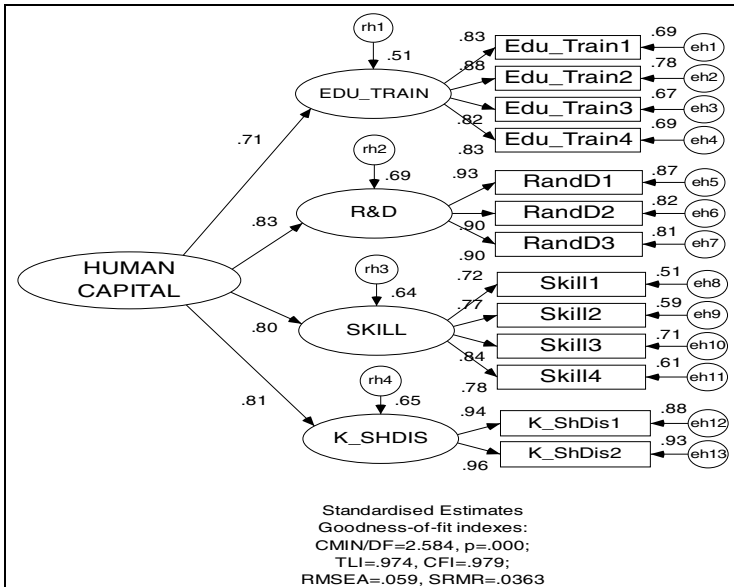 rh1
.51
EDU_TRAIN
.83
Edu_Train1
.69
eh1
.88
Edu_Train2
.78
eh2
.82
Edu_Train3
.67
eh3
.83
Edu_Train4
.69
eh4
.71
rh2
.69
R&D
.93
RandD1
.87
eh5
.90
RandD2
.82
eh6
.90
RandD3
.81
eh7
.83
HUMAN
CAPITAL
rh3
.64
SKILL
.72
Skill1
.51
eh8
.77
Skill2
.59
eh9
.84
Skill3
.71
eh10
.78
Skill4
.61
eh11
.80
.81
rh4
.65
K_SHDIS
.94
K_ShDis1
.88
eh12
.96
K_ShDis2
.93
eh13
Standardised Estimates
Goodness-of-fit indexes:
CMIN/DF=2.584, p=.000;
TLI=.974, CFI=.979;
RMSEA=.059, SRMR=.0363